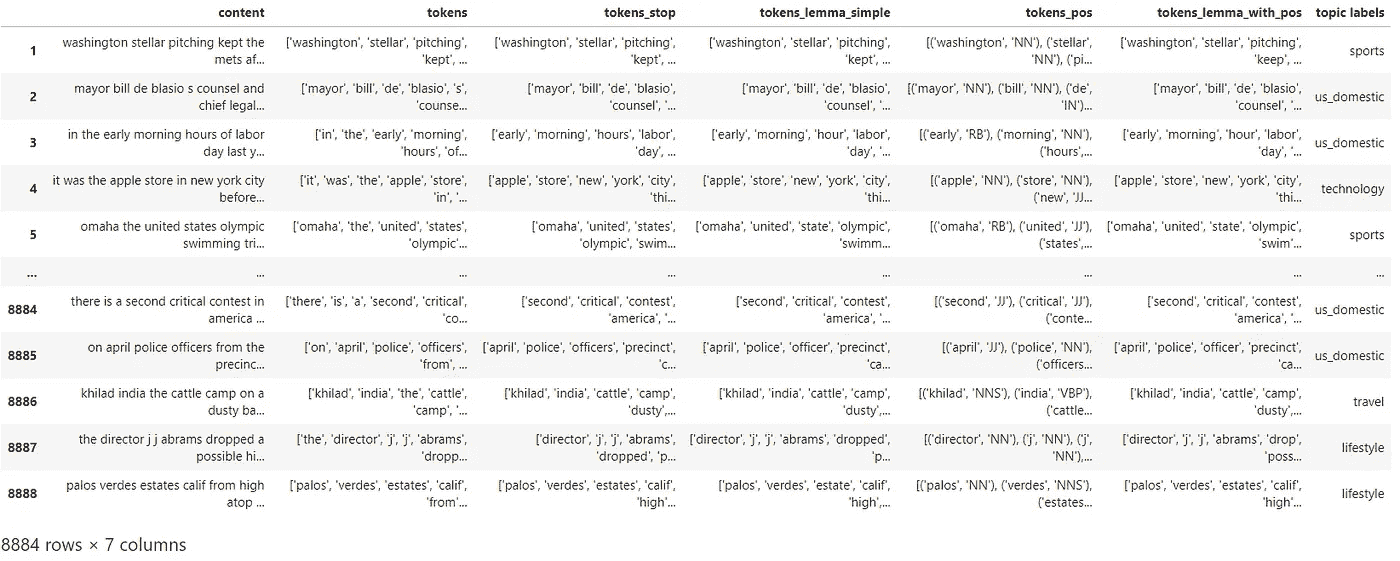 content tokens tokens_stop tokens_lemma_simple tokens_pos tokens_lemma_with_pos topic labels
1 washington stellar pitching kept the mets af... ['washington', 'stellar', 'pitching', 'kept', ... ['washington', 'stellar', 'pitching', 'kept', ... ['washington', 'stellar', 'pitching', 'kept', ... [('washington', 'NN'), ('stellar', 'NN'), ('pi... ['washington', 'stellar', 'pitching', 'keep', ... sports
2 mayor bill de blasio s counsel and chief legal... ['mayor', 'bill', 'de', 'blasio', 's', 'counse... ['mayor', 'bill', 'de', 'blasio', 'counsel', '... ['mayor', 'bill', 'de', 'blasio', 'counsel', '... [('mayor', 'NN'), ('bill', 'NN'), ('de', 'IN')... ['mayor', 'bill', 'de', 'blasio', 'counsel', '... us_domestic
3 in the early morning hours of labor day last y... ['in', 'the', 'early', 'morning', 'hours', 'of... ['early', 'morning', 'hours', 'labor', 'day', ... ['early', 'morning', 'hour', 'labor', 'day', '... [('early', 'RB'), ('morning', 'NN'), ('hours',... ['early', 'morning', 'hour', 'labor', 'day', '... us_domestic
4 it was the apple store in new york city before... ['it', 'was', 'the', 'apple', 'store', 'in', '... ['apple', 'store', 'new', 'york', 'city', 'thi... ['apple', 'store', 'new', 'york', 'city', 'thi... [('apple', 'NN'), ('store', 'NN'), ('new', 'JJ... ['apple', 'store', 'new', 'york', 'city', 'thi... technology
5 omaha the united states olympic swimming tri... ['omaha', 'the', 'united', 'states', 'olympic'... ['omaha', 'united', 'states', 'olympic', 'swim... ['omaha', 'united', 'state', 'olympic', 'swimm... [('omaha', 'RB'), ('united', 'JJ'), ('states',... ['omaha', 'united', 'state', 'olympic', 'swim'... sports
... ... ... ... ... ... ... ...
8884 there is a second critical contest in america ... ['there', 'is', 'a', 'second', 'critical', 'co... ['second', 'critical', 'contest', 'america', '... ['second', 'critical', 'contest', 'america', '... [('second', 'JJ'), ('critical', 'JJ'), ('conte... ['second', 'critical', 'contest', 'america', '... us_domestic
8885 on april police officers from the precinc... ['on', 'april', 'police', 'officers', 'from', ... ['april', 'police', 'officers', 'precinct', 'c... ['april', 'police', 'officer', 'precinct', 'ca... [('april', 'JJ'), ('police', 'NN'), ('officers... ['april', 'police', 'officer', 'precinct', 'ca... us_domestic
8886 khilad india the cattle camp on a dusty ba... ['khilad', 'india', 'the', 'cattle', 'camp', '... ['khilad', 'india', 'cattle', 'camp', 'dusty',... ['khilad', 'india', 'cattle', 'camp', 'dusty',... [('khilad', 'NNS'), ('india', 'VBP'), ('cattle... ['khilad', 'india', 'cattle', 'camp', 'dusty',... travel
8887 the director j j abrams dropped a possible hi... ['the', 'director', 'j', 'j', 'abrams', 'dropp... ['director', 'j', 'j', 'abrams', 'dropped', 'p... ['director', 'j', 'j', 'abrams', 'dropped', 'p... [('director', 'NN'), ('j', 'NN'), ('j', 'NN'),... ['director', 'j', 'j', 'abrams', 'drop', 'poss... lifestyle
8888 palos verdes estates calif from high atop ... ['palos', 'verdes', 'estates', 'calif', 'from'... ['palos', 'verdes', 'estates', 'calif', 'high'... ['palos', 'verdes', 'estate', 'calif', 'high',... [('palos', 'NN'), ('verdes', 'NNS'), ('estates... ['palos', 'verdes', 'estates', 'calif', 'high'... lifestyle
8884 rows × 7 columns